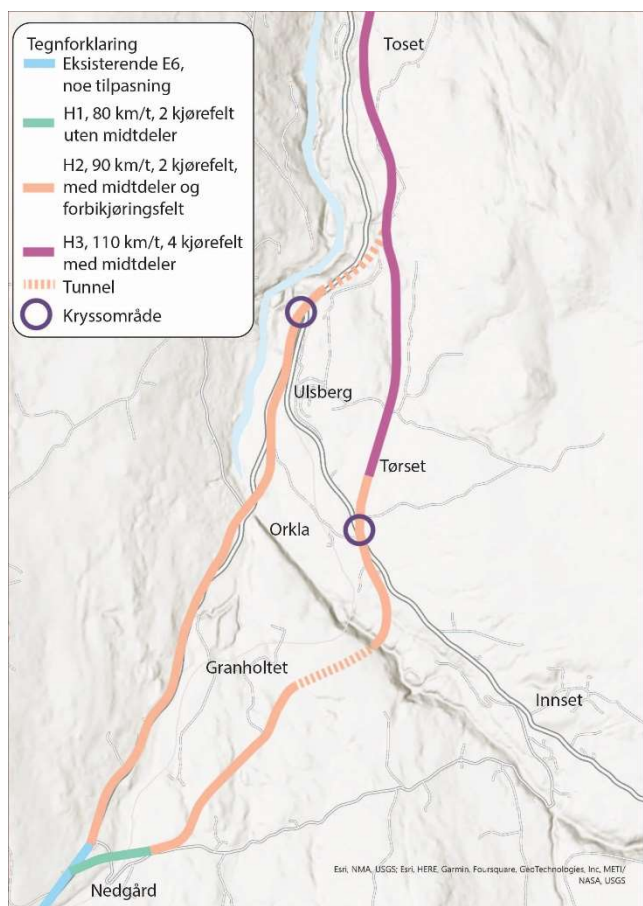 Tegnforklaring
Eksisterende E6,
noe tilpasning
H1, 80 km/t, 2 kjørefelt
uten midtdeler
H2, 90 km/t, 2 kjørefelt,
med midtdeler og
forbikjøringsfelt
H3, 110 km/t, 4 kjørefelt
med midtdeler
Tunnel
Kryssområde
Toset
Ulsberg
Tørset
Orkla
Granholtet
Innset
Nedgård
Esri, NMA, USGS; Esri, HERE, Garmin, Foursquare, GeoTechnologies, Inc, METI/
NASA, USGS